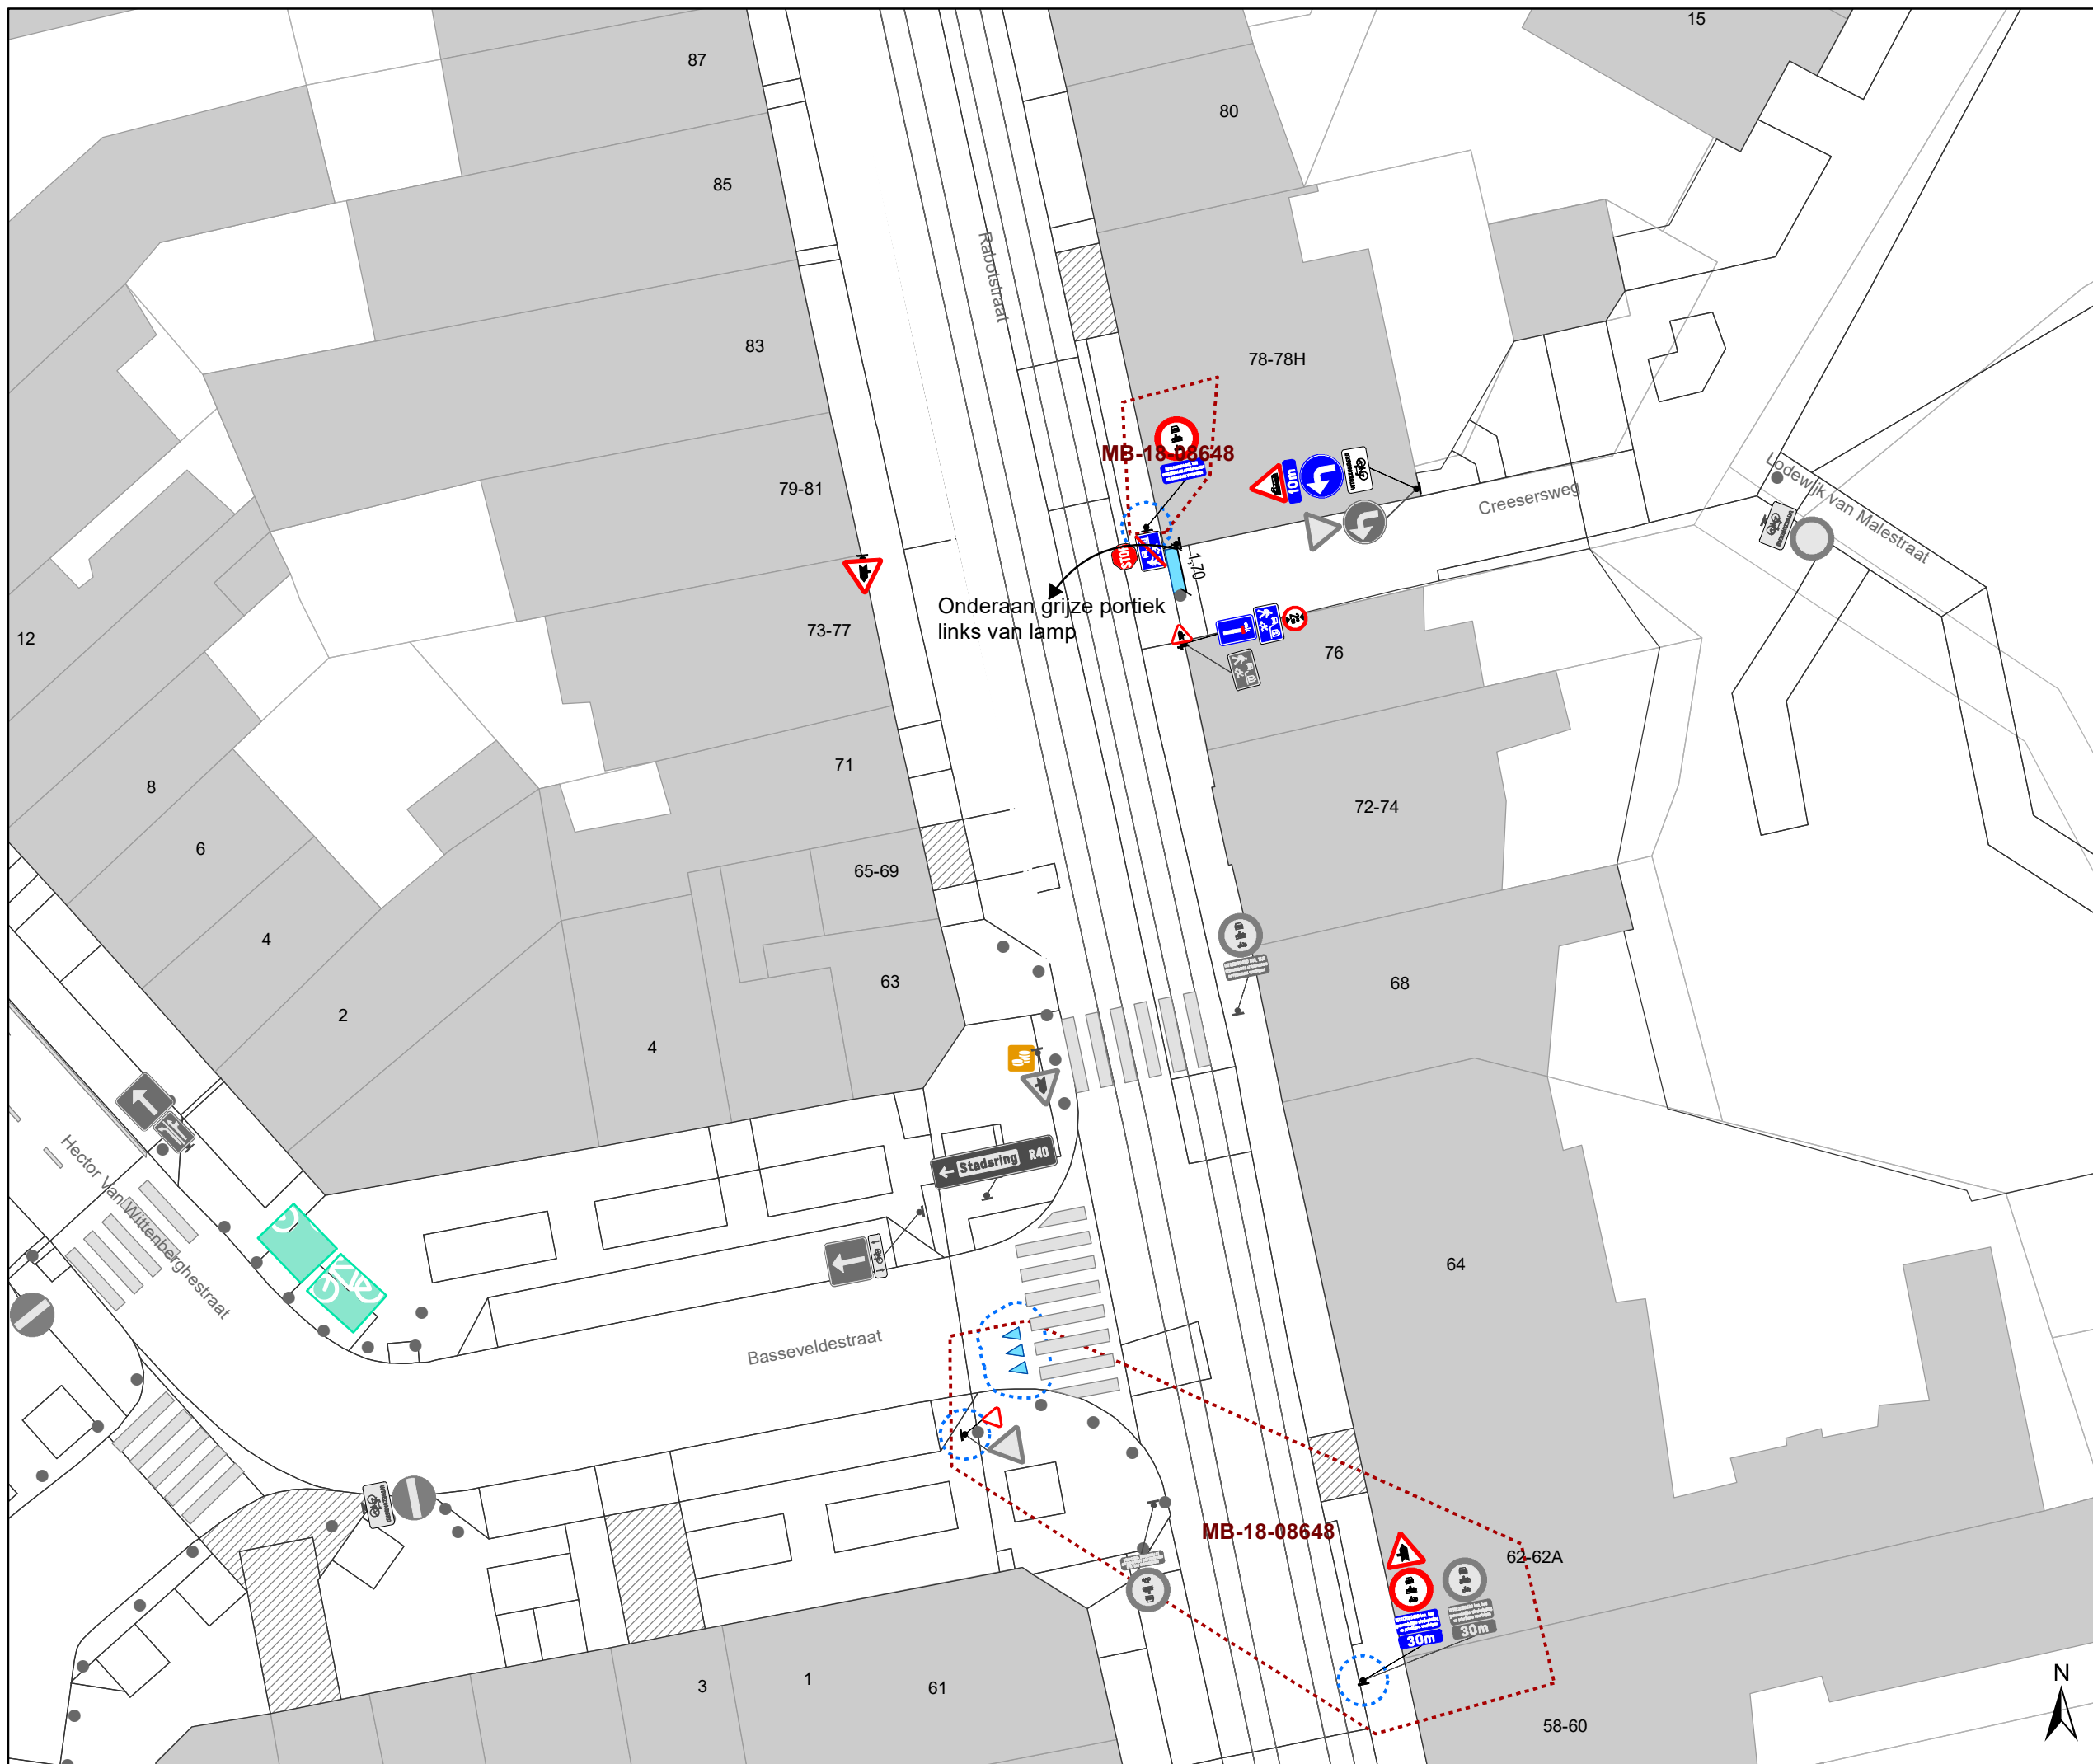 15
87
80
85
Rabotstraat
83
78-78H
MB-18-08648
10m
Creesersweg
Lodewijk van Malestraat
79-81
STOP
1,70
Onderaan grijze portiek
links van lamp
12
73-77
76
71
8
72-74
6
65-69
4
63
68
2
4
Hector Van Wittenberghestraat
Stadsring R40
64
Basseveldestraat
MB-18-08648
62-62A
30m
30m
3
1
61
58-60
N